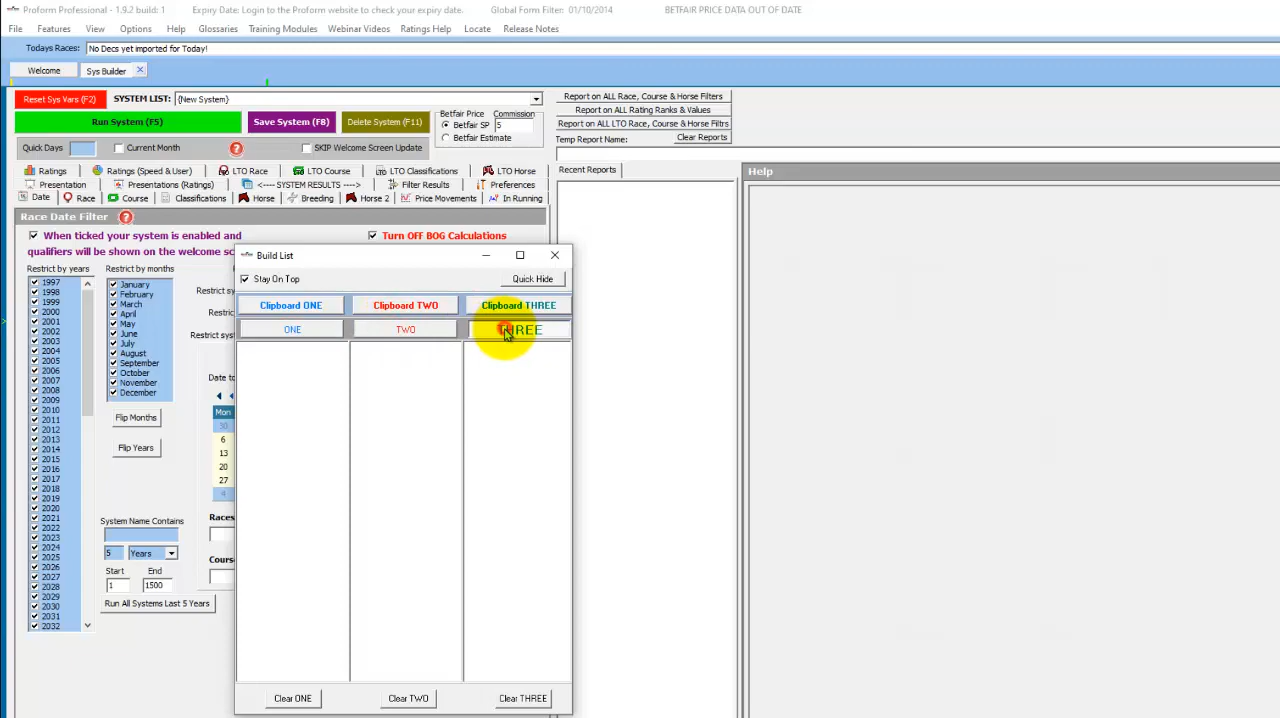 Proform Professional - 1.9.2 build: 1 Expiry Date: Login to the Proform website to check your expiry date. Global Form Filter: 01/10/2014 BETFAIR PRICE DATA OUT OF DATE
File Features View Options Help Glossaries Training Modules Webinar Videos Ratings Help Locate Release Notes
Todays Races: No Decs yet imported for Today!
Welcome Sys Builder
Reset Sys Vars (F2) SYSTEM LIST: {New System}
Run System (F5) Save System (F8) Delete System (F11)
Betfair Price Commission
Betfair SP 5
Betfair Estimate
Quick Days Current Month SKIP Welcome Screen Update
Report on ALL Race, Course & Horse Filters
Report on ALL Rating Ranks & Values
Report on ALL LTO Race, Course & Horse Filtrs
Temp Report Name: Clear Reports
Ratings Ratings (Speed & User) LTO Race LTO Course LTO Classifications LTO Horse
Presentation Presentations (Ratings) <---- SYSTEM RESULTS ----> Filter Results Preferences
Date Race Course Classifications Horse Breeding Horse 2 Price Movements In Running
Recent Reports Help
Race Date Filter
When ticked your system is enabled and
qualifiers will be shown on the welcome sc
Turn OFF BOG Calculations
Restrict by years
1997
1998
1999
2000
2001
2002
2003
2004
2005
2006
2007
2008
2009
2010
2011
2012
2013
2014
2015
2016
2017
2018
2019
2020
2021
2022
2023
2024
2025
2026
2027
2028
2029
2030
2031
2032
Restrict by months
January
February
March
April
May
June
July
August
September
October
November
December
Flip Months
Flip Years
System Name Contains
5 Years
Start End
1 1500
Run All Systems Last 5 Years
Restrict sy
Restric
Restrict sys
Date to
Mon
30
6
13
20
27
4
Races
Cours
Build List
Stay On Top Quick Hide
Clipboard ONE Clipboard TWO Clipboard THREE
ONE TWO THREE
Clear ONE Clear TWO Clear THREE